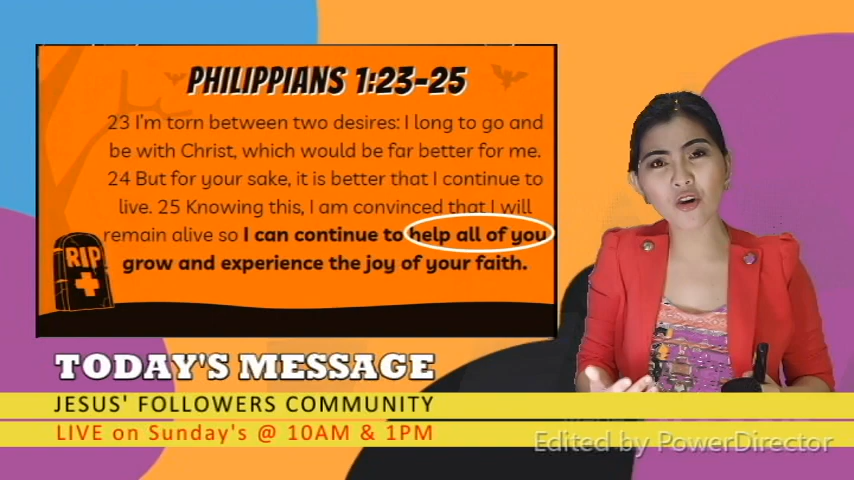 PHILIPPIANS 1:23-25
23 I'm torn between two desires: I long to go and
be with Christ, which would be far better for me.
24 But for your sake, it is better that I continue to
live. 25 Knowing this, I am convinced that I will
remain alive so I can continue to help all of you
grow and experience the joy of your faith.
RIP
TODAY'S MESSAGE
JESUS' FOLLOWERS COMMUNITY
LIVE on Sunday's @ 10AM & 1PM
Edited by PowerDirector